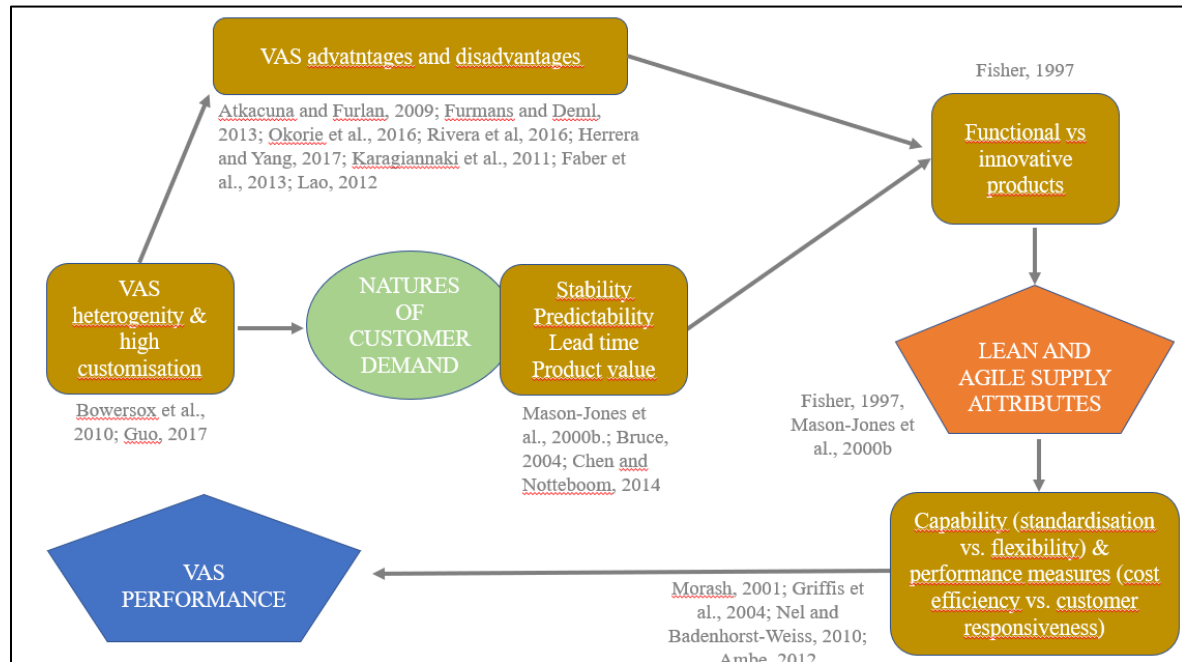 VAS advatntages and disadvantages
Atkacuna and Furlan, 2009; Furmans and Deml,
2013; Okorie et al., 2016; Rivera et al, 2016; Herrera
and Yang, 2017; Karagiannaki et al., 2011; Faber
et al., 2013; Lao, 2012
Fisher, 1997
Functional vs
innovative
products
VAS
heterogenity &
high
customisation
Bowersox et al.,
2010; Guo, 2017
NATURES
OF
CUSTOMER
DEMAND
Stability
Predictability
Lead time
Product value
Mason-Jones et
al., 2000b.; Bruce,
2004; Chen and
Notteboom, 2014
LEAN AND
AGILE SUPPLY
ATTRIBUTES
Fisher, 1997,
Mason-Jones et
al., 2000b
Capability (standardisation
vs. flexibility) &
performance measures (cost
efficiency vs. customer
responsiveness)
Morash, 2001; Griffis et
al., 2004; Nel and
Badenhorst-Weiss, 2010;
Ambe, 2012
VAS
PERFORMANCE